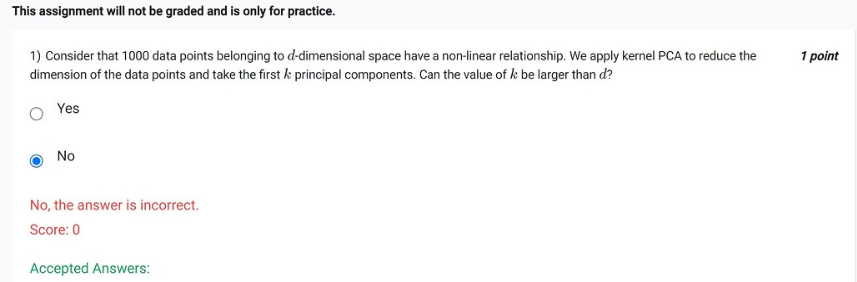 This assignment will not be graded and is only for practice.
1) Consider that 1000 data points belonging to d-dimensional space have a non-linear relationship. We apply kernel PCA to reduce the 1 point
dimension of the data points and take the first k principal components. Can the value of k be larger than d?
Yes
No
No, the answer is incorrect.
Score: 0
Accepted Answers: